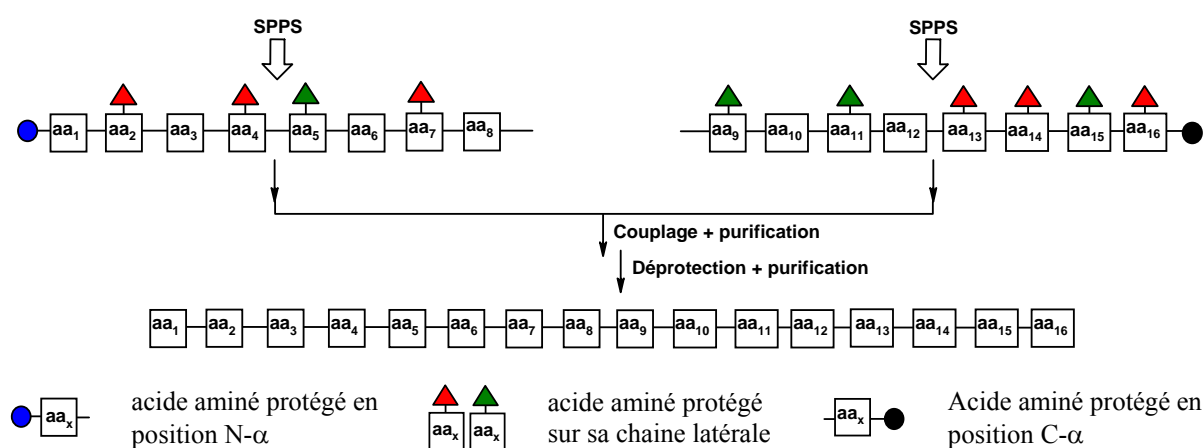 SPPS SPPS
aa1 aa2 aa3 aa4 aa5 aa6 aa7 aa8 aa9 aa10 aa11 aa12 aa13 aa14 aa15 aa16
Couplage + purification
Déprotection + purification
aa1 aa2 aa3 aa4 aa5 aa6 aa7 aa8 aa9 aa10 aa11 aa12 aa13 aa14 aa15 aa16
aax acide aminé protégé en position N-α
aax aax acide aminé protégé sur sa chaine latérale
aax Acide aminé protégé en position C-α